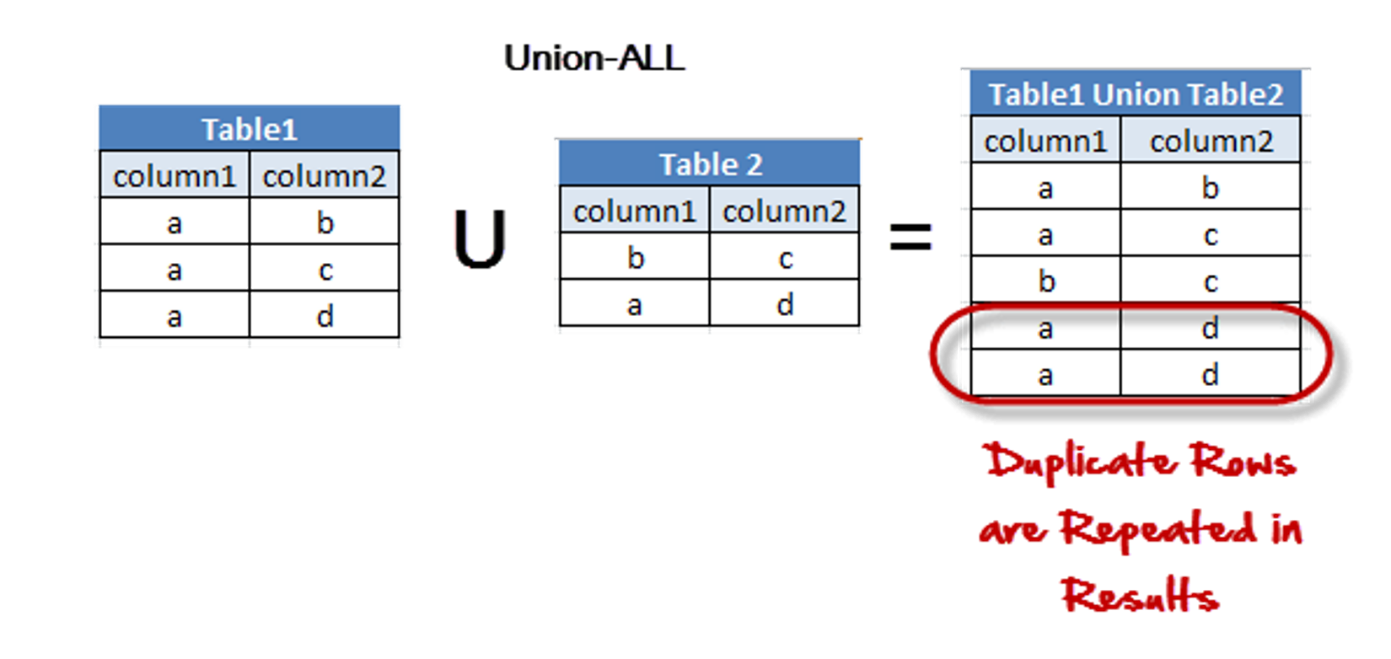 Union-ALL
Table1
column1 column2
a b
a c
a d
U
Table 2
column1 column2
b c
a d
=
Table1 Union Table2
column1 column2
a b
a c
b c
a d
a d
Duplicate Rows
are Repeated in
Results